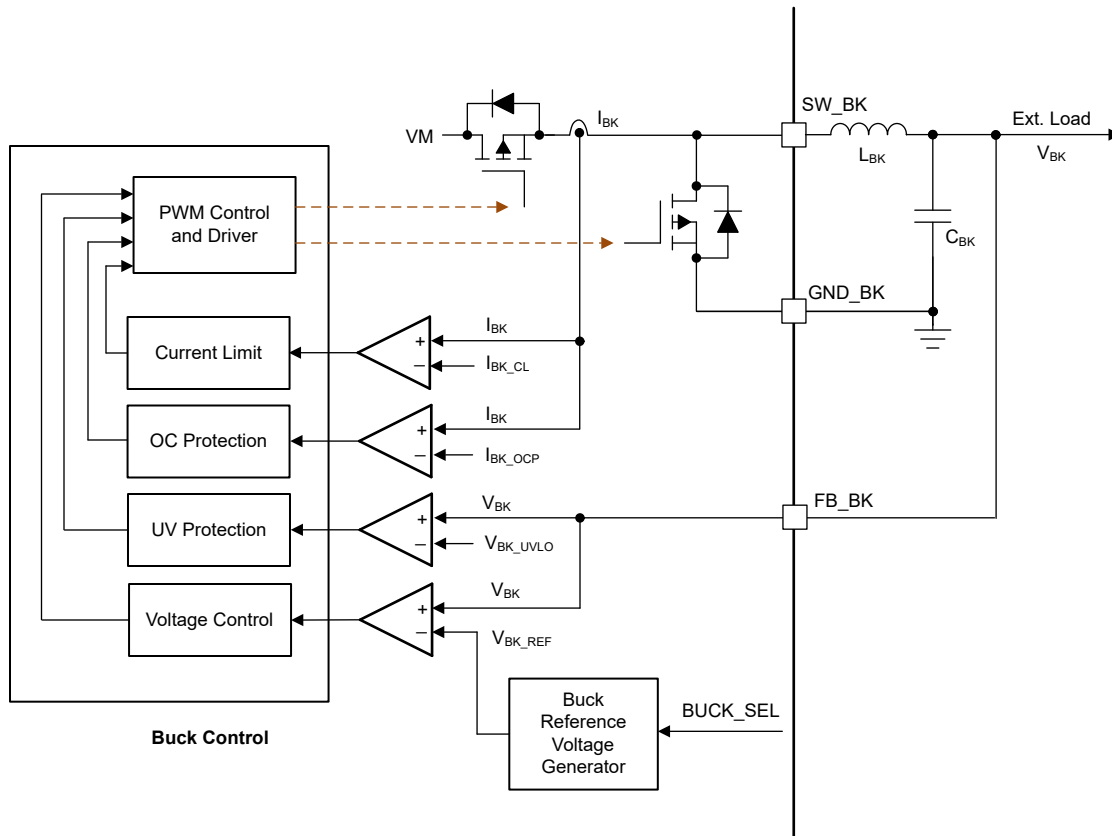 SW_BK
I_BK
Ext. Load
VM
L_BK
V_BK
PWM Control
and Driver
C_BK
GND_BK
I_BK
+
Current Limit
−
I_BK_CL
I_BK
+
OC Protection
−
I_BK_OCP
V_BK
FB_BK
+
UV Protection
−
V_BK_UVLO
V_BK
+
Voltage Control
−
V_BK_REF
Buck
Reference
Voltage
Generator
BUCK_SEL
Buck Control